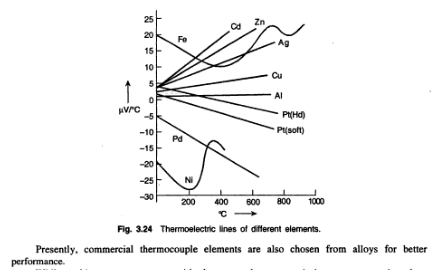 25
20
15
10
5
0
−5
−10
−15
−20
−25
−30
μV/°C
Fe
Cd
Zn
Ag
Cu
Al
Pt(Hd)
Pt(soft)
Pd
Ni
200 400 600 800 1000
°C
Fig. 3.24 Thermoelectric lines of different elements.
Presently, commercial thermocouple elements are also chosen from alloys for better
performance.